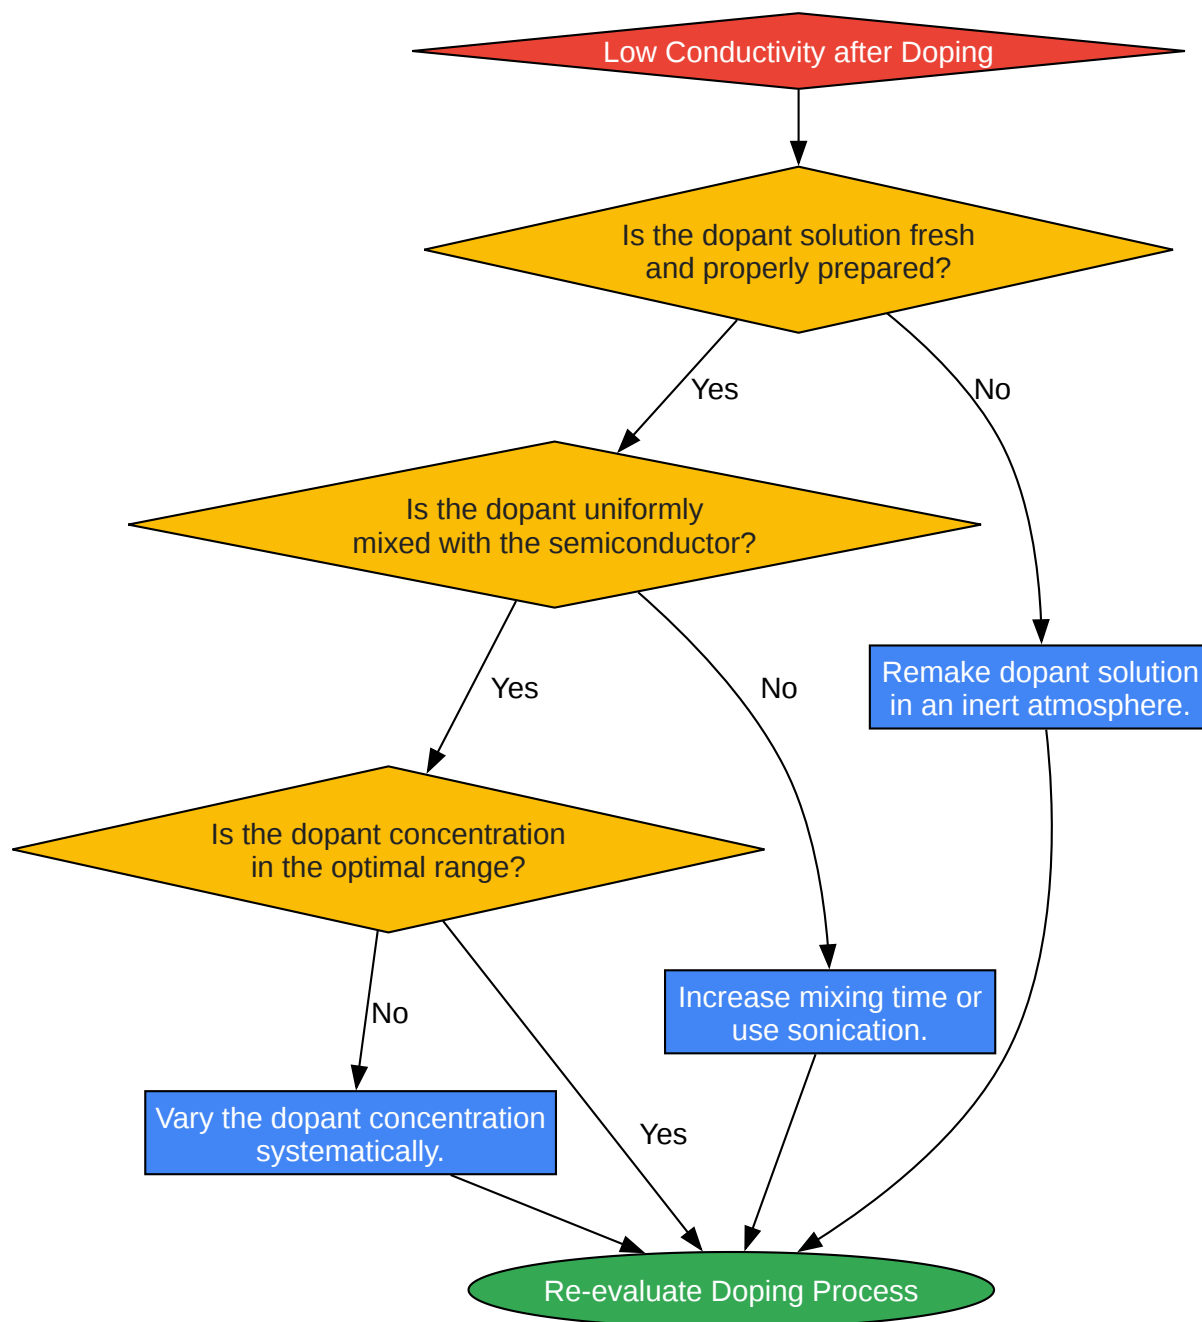 Low Conductivity after Doping
Is the dopant solution fresh
and properly prepared?
Yes
No
Is the dopant uniformly
mixed with the semiconductor?
Yes
No
Remake dopant solution
in an inert atmosphere.
Is the dopant concentration
in the optimal range?
No
Yes
Increase mixing time or
use sonication.
Vary the dopant concentration
systematically.
Re-evaluate Doping Process